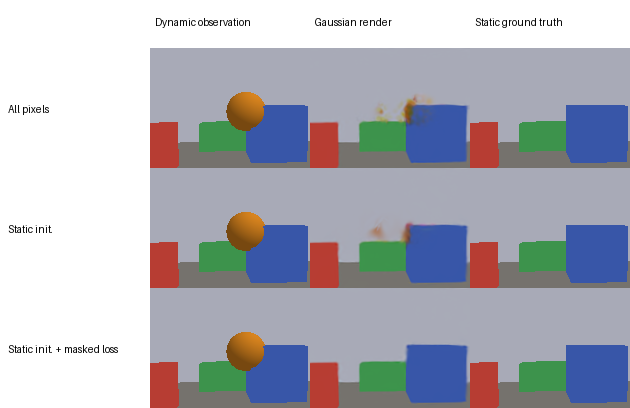 Dynamic observation Gaussian render Static ground truth
All pixels
Static init.
Static init. + masked loss